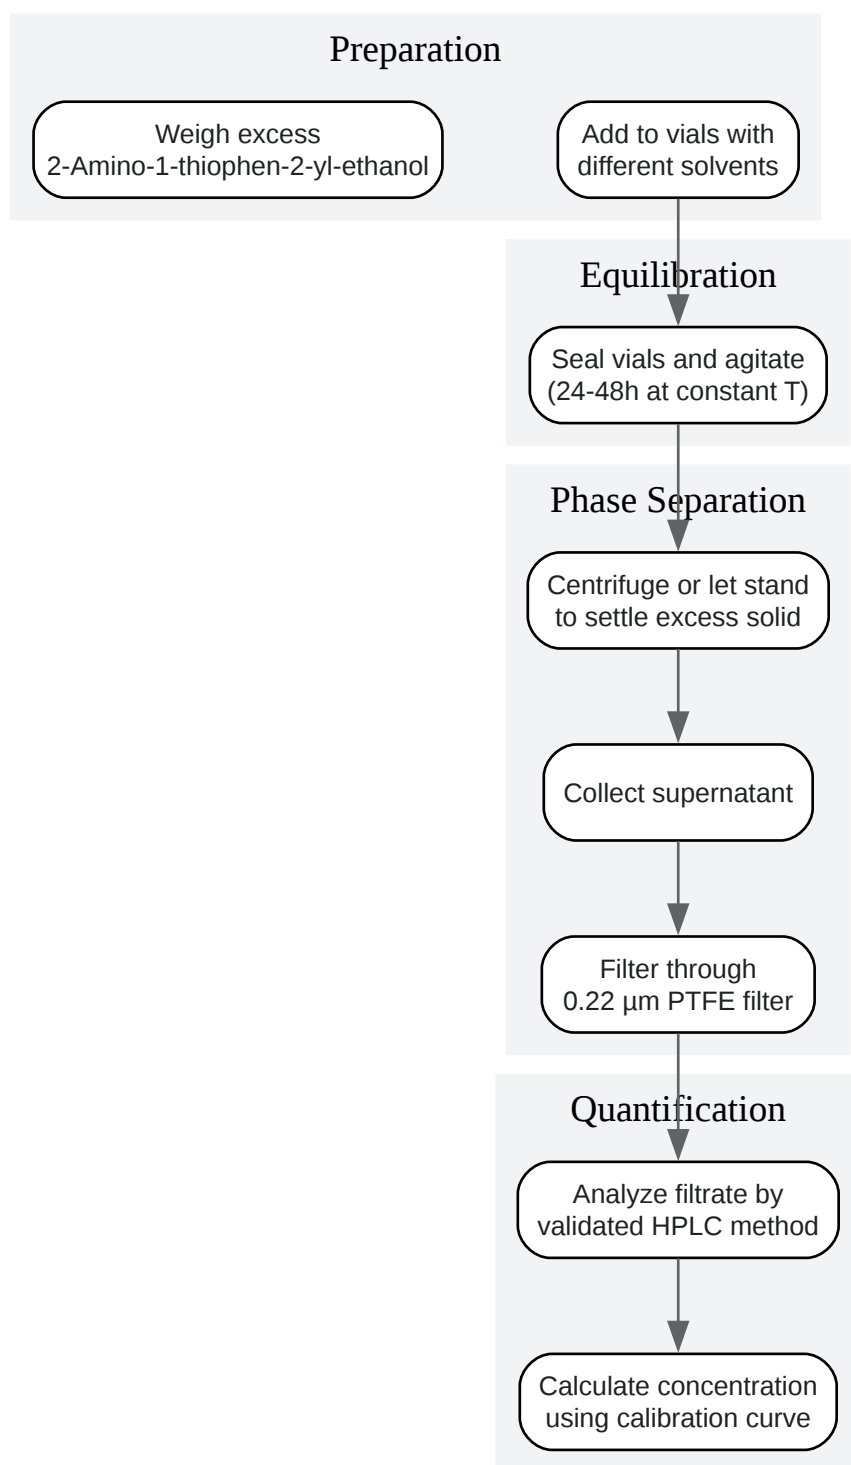 Preparation
Weigh excess
2-Amino-1-thiophen-2-yl-ethanol
Add to vials with
different solvents
Equilibration
Seal vials and agitate
(24-48h at constant T)
Phase Separation
Centrifuge or let stand
to settle excess solid
Collect supernatant
Filter through
0.22 µm PTFE filter
Quantification
Analyze filtrate by
validated HPLC method
Calculate concentration
using calibration curve